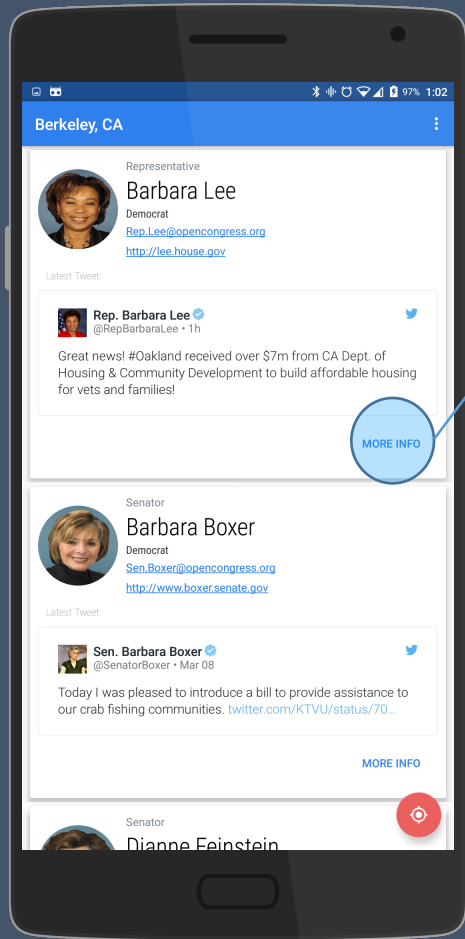 97% 1:02
Berkeley, CA
Representative
Barbara Lee
Democrat
Rep.Lee@opencongress.org
http://lee.house.gov
Latest Tweet:
Rep. Barbara Lee
@RepBarbaraLee • 1h
Great news! #Oakland received over $7m from CA Dept. of
Housing & Community Development to build affordable housing
for vets and families!
MORE INFO
Senator
Barbara Boxer
Democrat
Sen.Boxer@opencongress.org
http://www.boxer.senate.gov
Latest Tweet:
Sen. Barbara Boxer
@SenatorBoxer • Mar 08
Today I was pleased to introduce a bill to provide assistance to
our crab fishing communities. twitter.com/KTVU/status/70...
MORE INFO
Senator
Dianne Feinstein